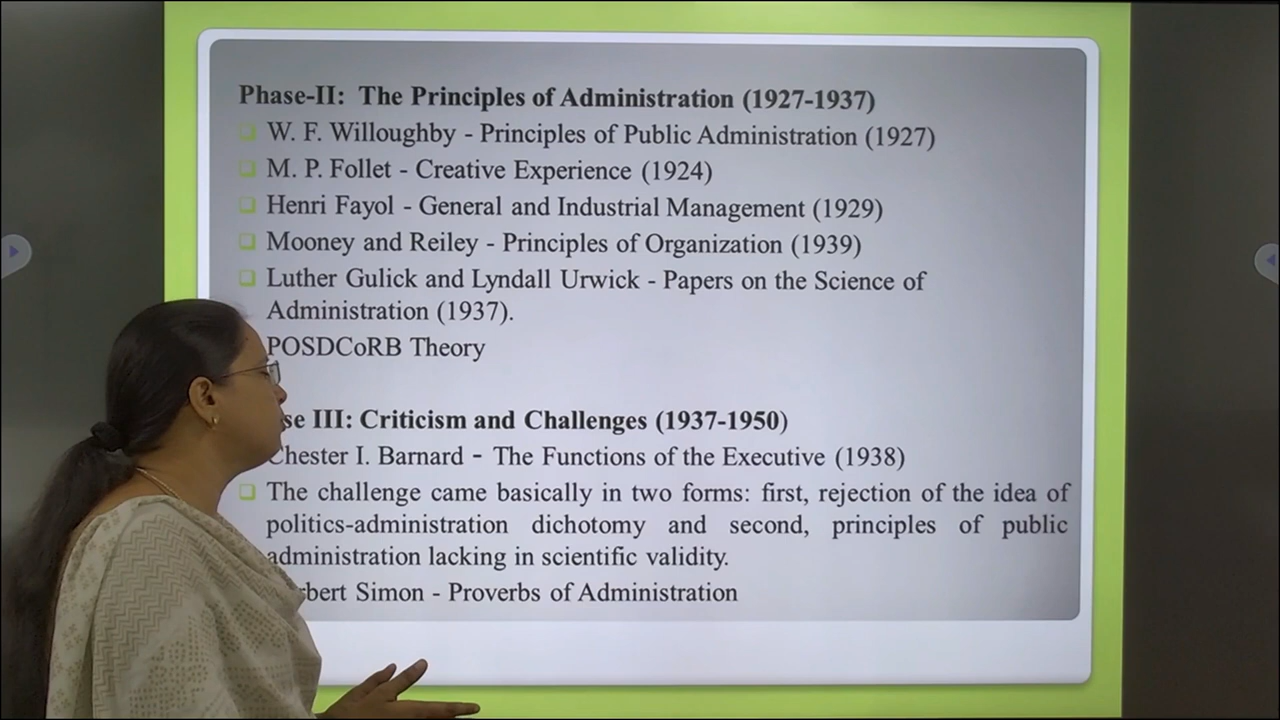 Phase-II: The Principles of Administration (1927-1937)
W. F. Willoughby - Principles of Public Administration (1927)
M. P. Follet - Creative Experience (1924)
Henri Fayol - General and Industrial Management (1929)
Mooney and Reiley - Principles of Organization (1939)
Luther Gulick and Lyndall Urwick - Papers on the Science of
Administration (1937).
POSDCoRB Theory
se III: Criticism and Challenges (1937-1950)
Chester I. Barnard - The Functions of the Executive (1938)
The challenge came basically in two forms: first, rejection of the idea of
politics-administration dichotomy and second, principles of public
administration lacking in scientific validity.
rbert Simon - Proverbs of Administration